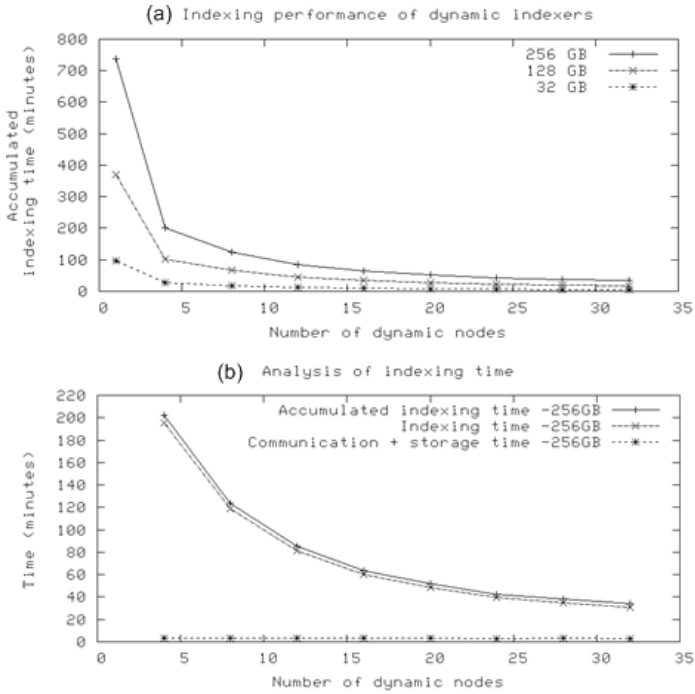 (a) Indexing performance of dynamic indexers
800
700
600
500
400
300
200
100
0
Accumulated
Indexing time (minutes)
256 GB
128 GB
32 GB
0 5 10 15 20 25 30 35
Number of dynamic nodes
(b) Analysis of indexing time
220
200
180
160
140
120
100
80
60
40
20
0
Time (minutes)
Accumulated indexing time -256GB
Indexing time -256GB
Communication + storage time -256GB
0 5 10 15 20 25 30 35
Number of dynamic nodes